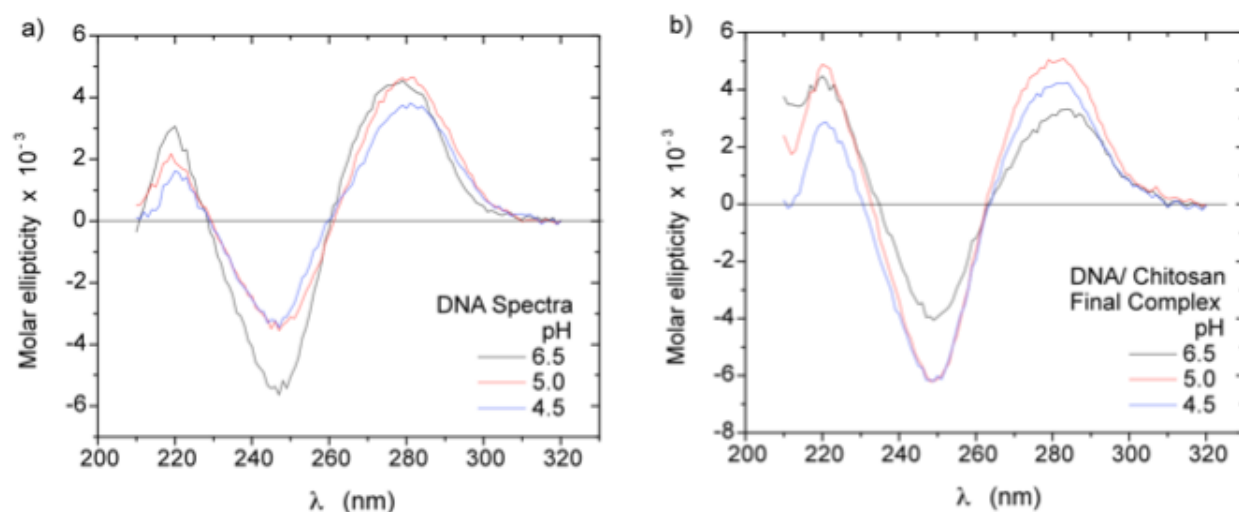 a)
Molar ellipticity x 10⁻³
6
4
2
0
-2
-4
-6
200 220 240 260 280 300 320
λ (nm)
DNA Spectra
pH
6.5
5.0
4.5
b)
Molar ellipticity x 10⁻³
6
4
2
0
-2
-4
-6
-8
200 220 240 260 280 300 320
λ (nm)
DNA/ Chitosan
Final Complex
pH
6.5
5.0
4.5